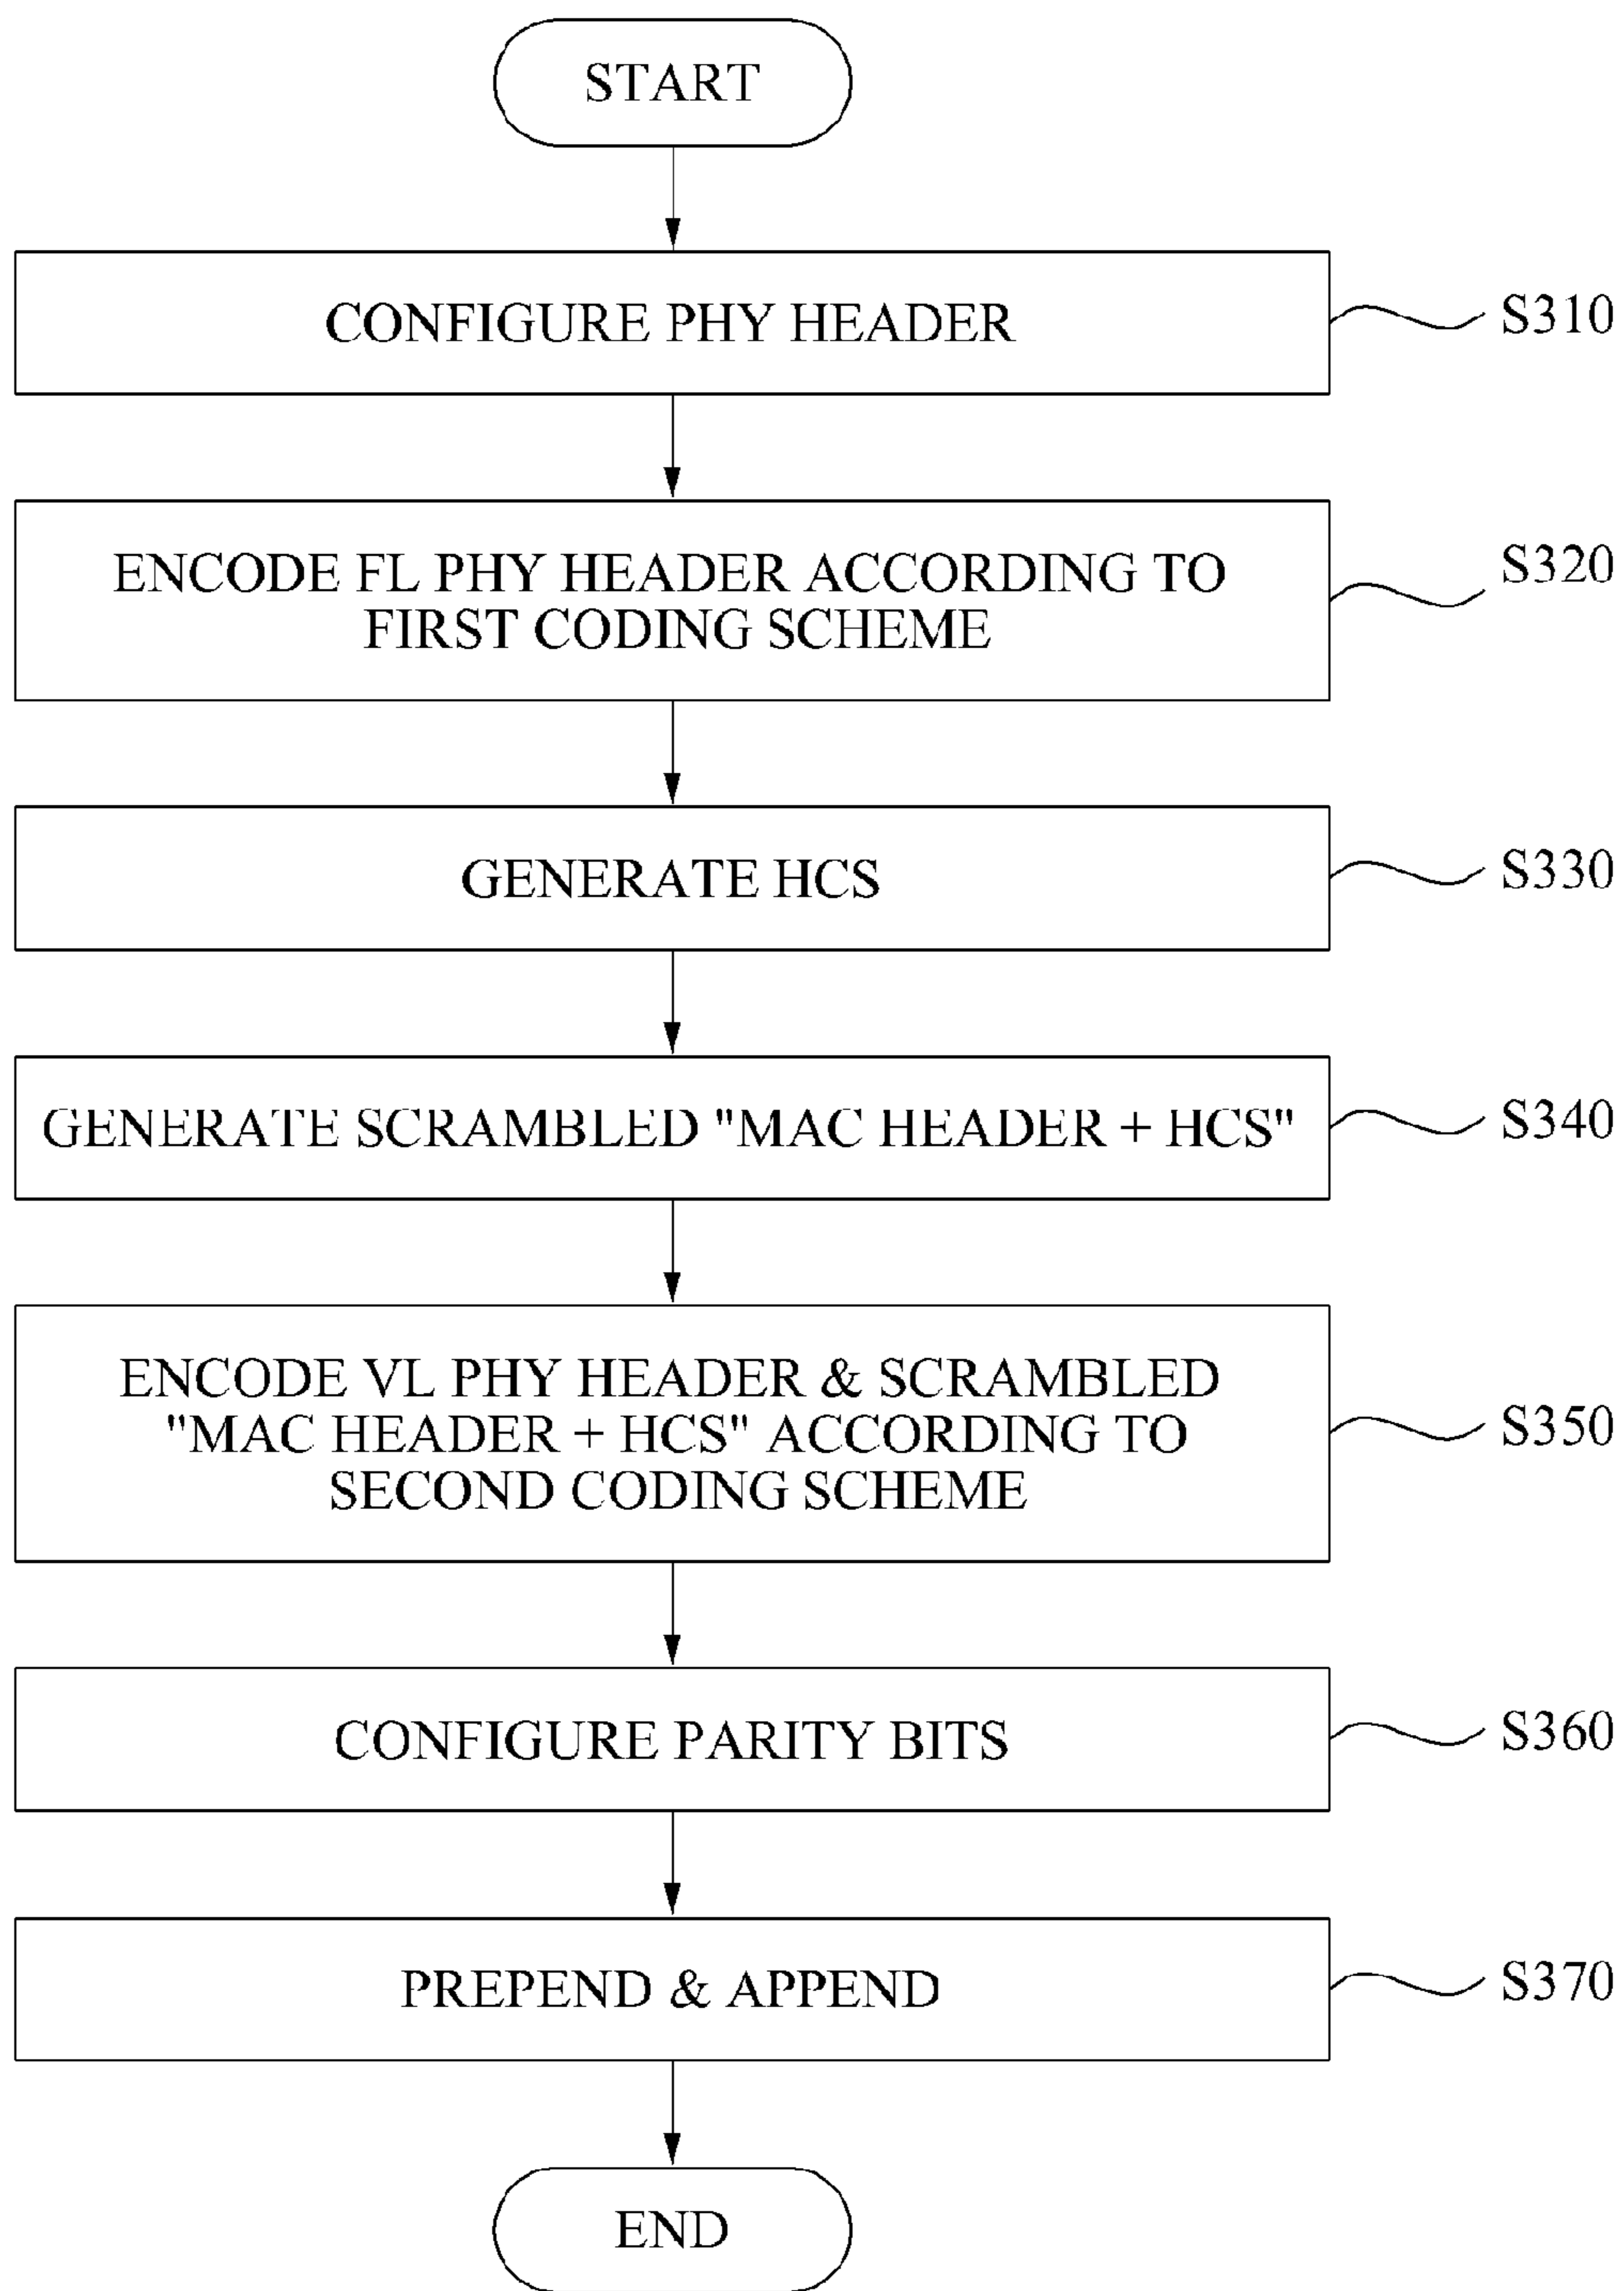 START
CONFIGURE PHY HEADER
S310
ENCODE FL PHY HEADER ACCORDING TO
FIRST CODING SCHEME
S320
GENERATE HCS
S330
GENERATE SCRAMBLED "MAC HEADER + HCS"
S340
ENCODE VL PHY HEADER & SCRAMBLED
"MAC HEADER + HCS" ACCORDING TO
SECOND CODING SCHEME
S350
CONFIGURE PARITY BITS
S360
PREPEND & APPEND
S370
END